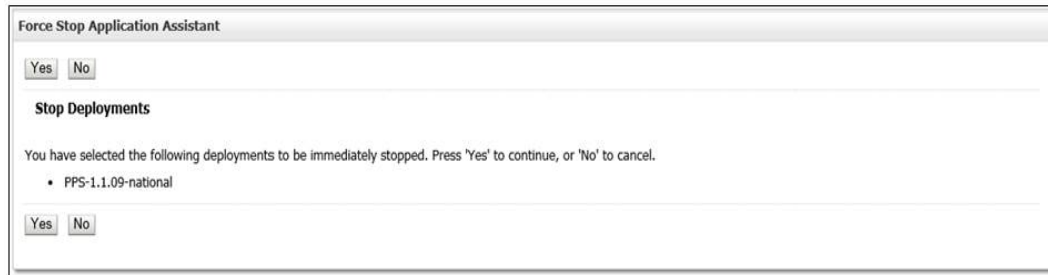 Force Stop Application Assistant
Yes No
Stop Deployments
You have selected the following deployments to be immediately stopped. Press 'Yes' to continue, or 'No' to cancel.
• PPS-1.1.09-national
Yes No